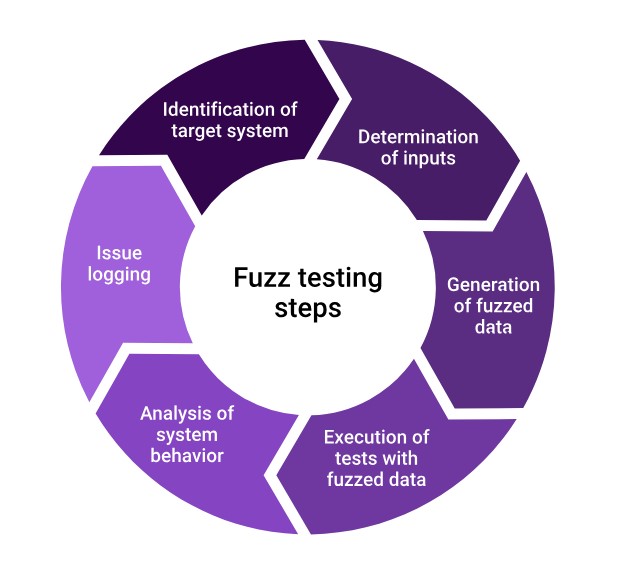 Identification of
target system
Determination
of inputs
Generation
of fuzzed
data
Execution of
tests with
fuzzed data
Analysis of
system
behavior
Issue
logging
Fuzz testing
steps